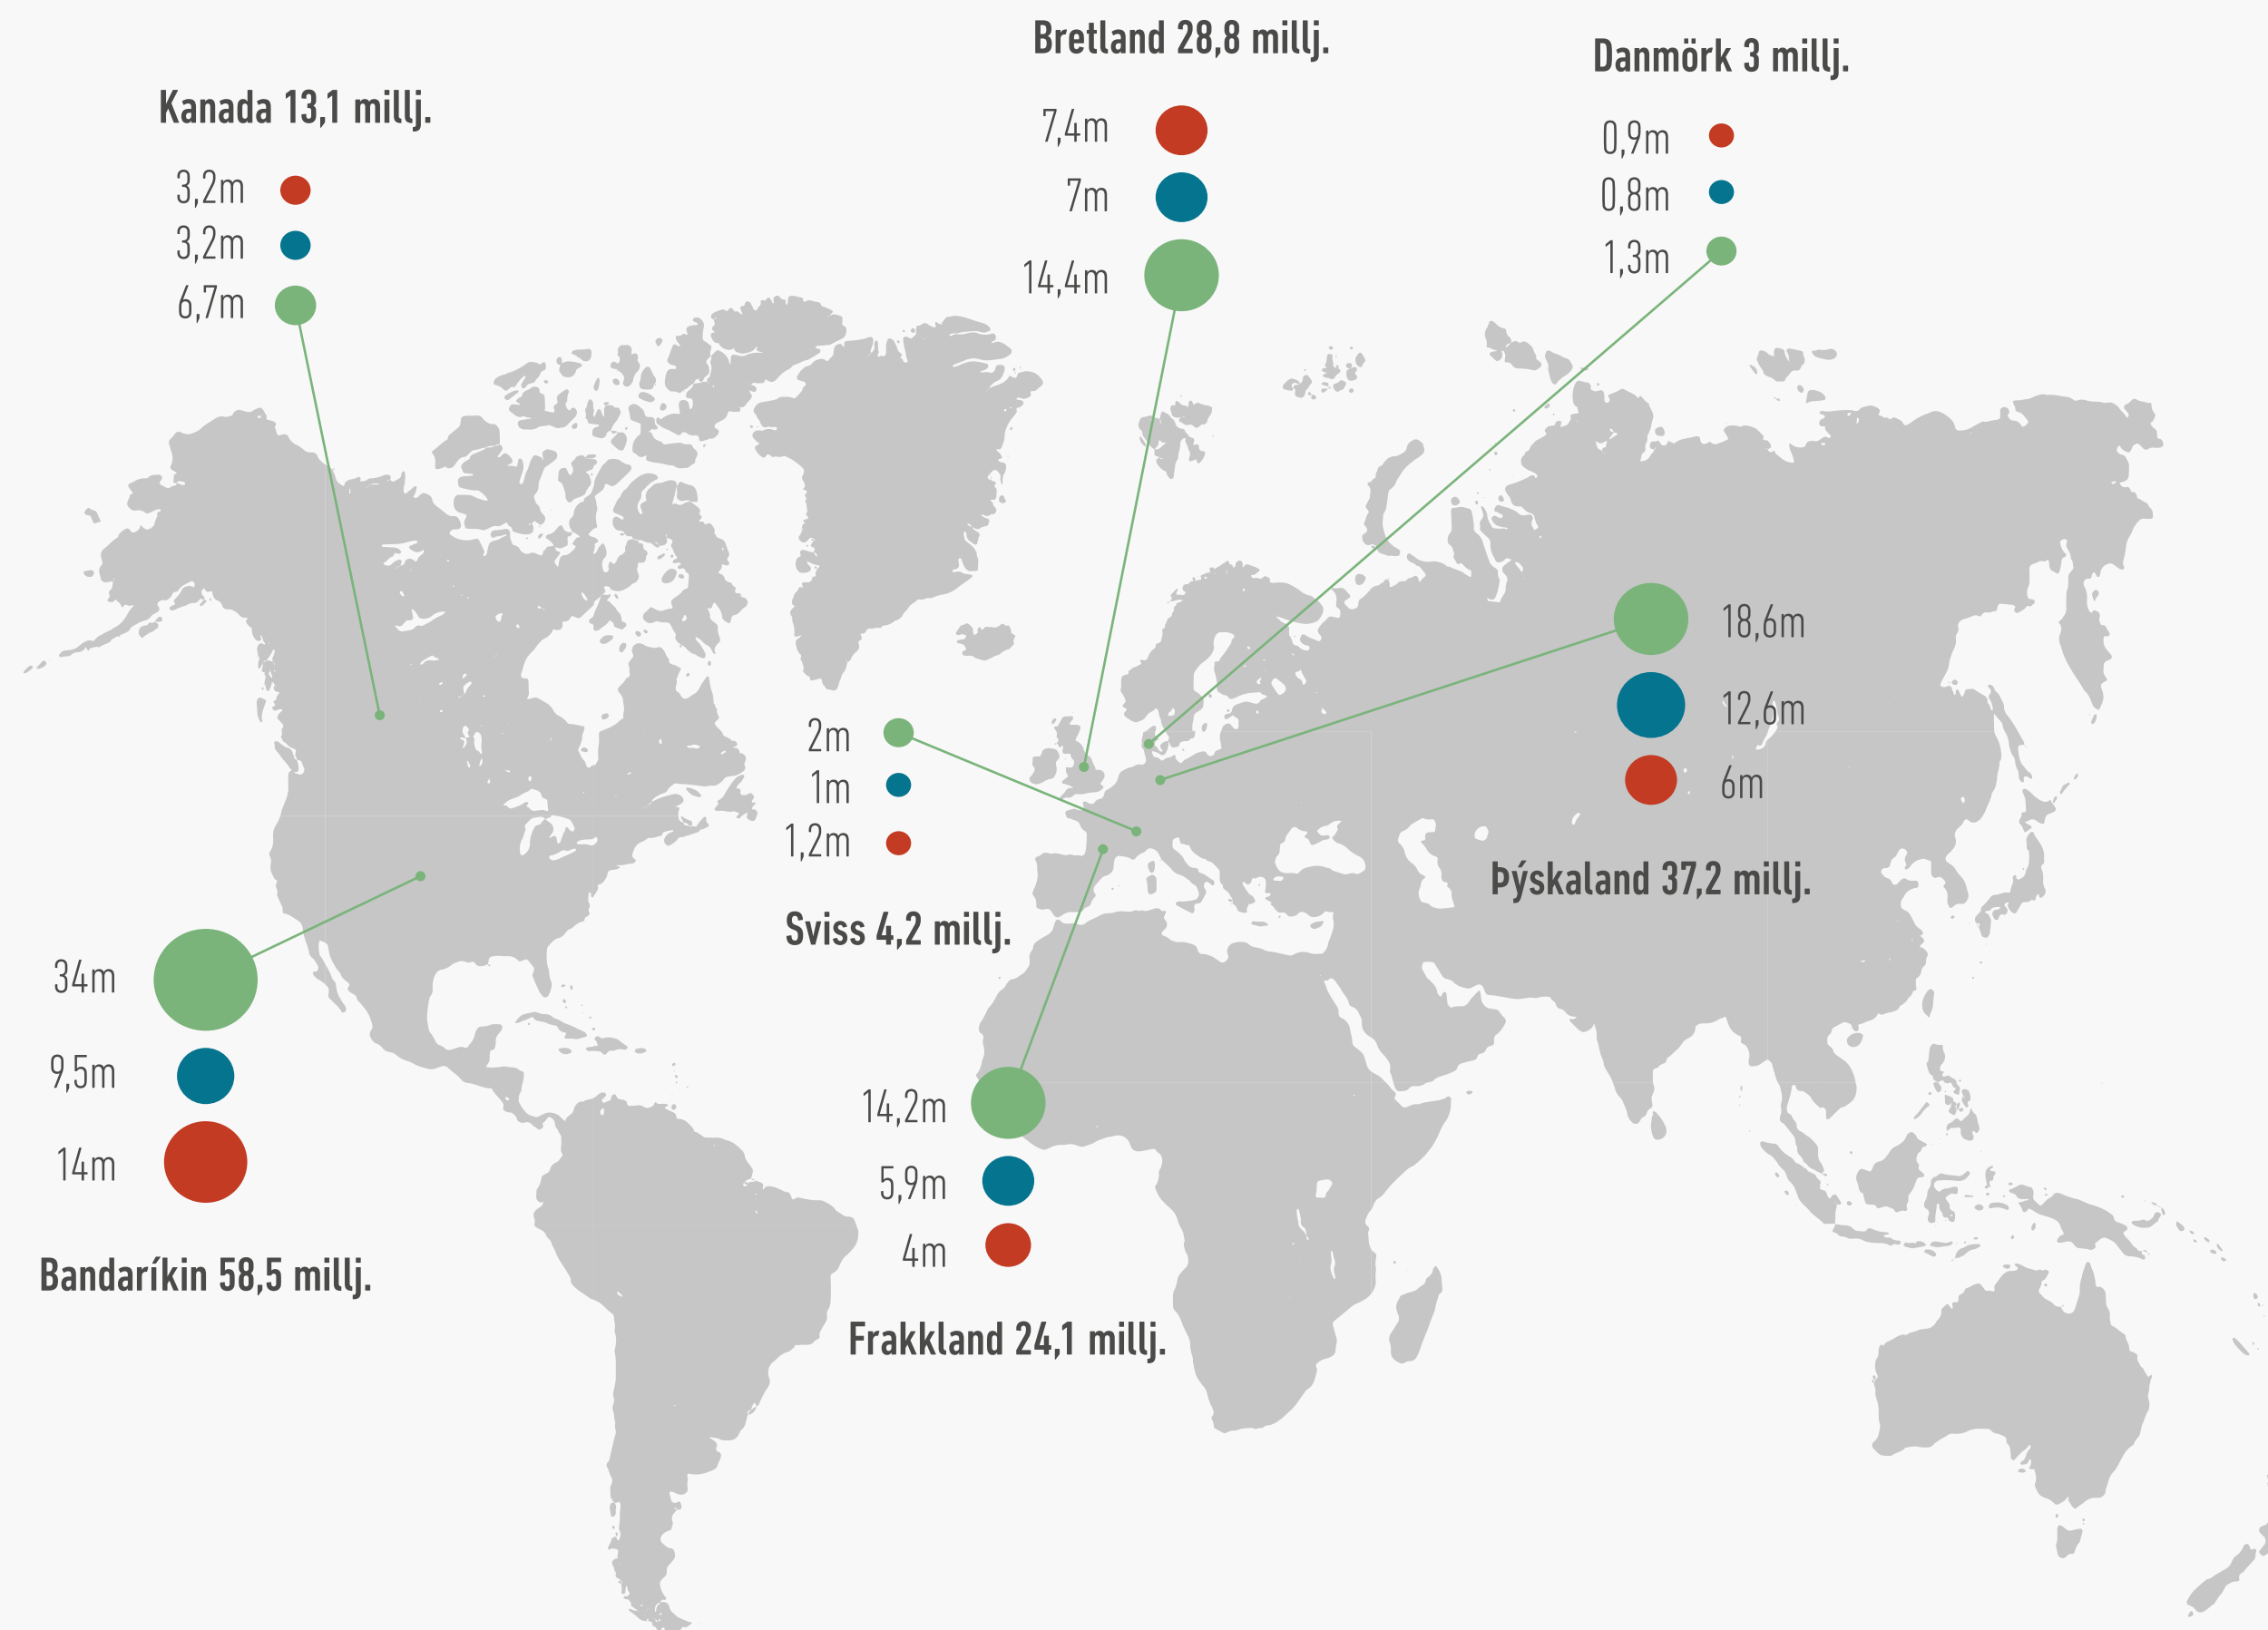 Kanada 13,1 millj.
3,2m
3,2m
6,7m
Bretland 28,8 millj.
7,4m
7m
14,4m
Danmörk 3 millj.
0,9m
0,8m
1,3m
18,6m
12,6m
6m
Þýskaland 37,2 millj.
2m
1m
1,2m
Sviss 4,2 millj.
34m
9,5m
14m
Bandaríkin 58,5 millj.
14,2m
5,9m
4m
Frakkland 24,1 millj.